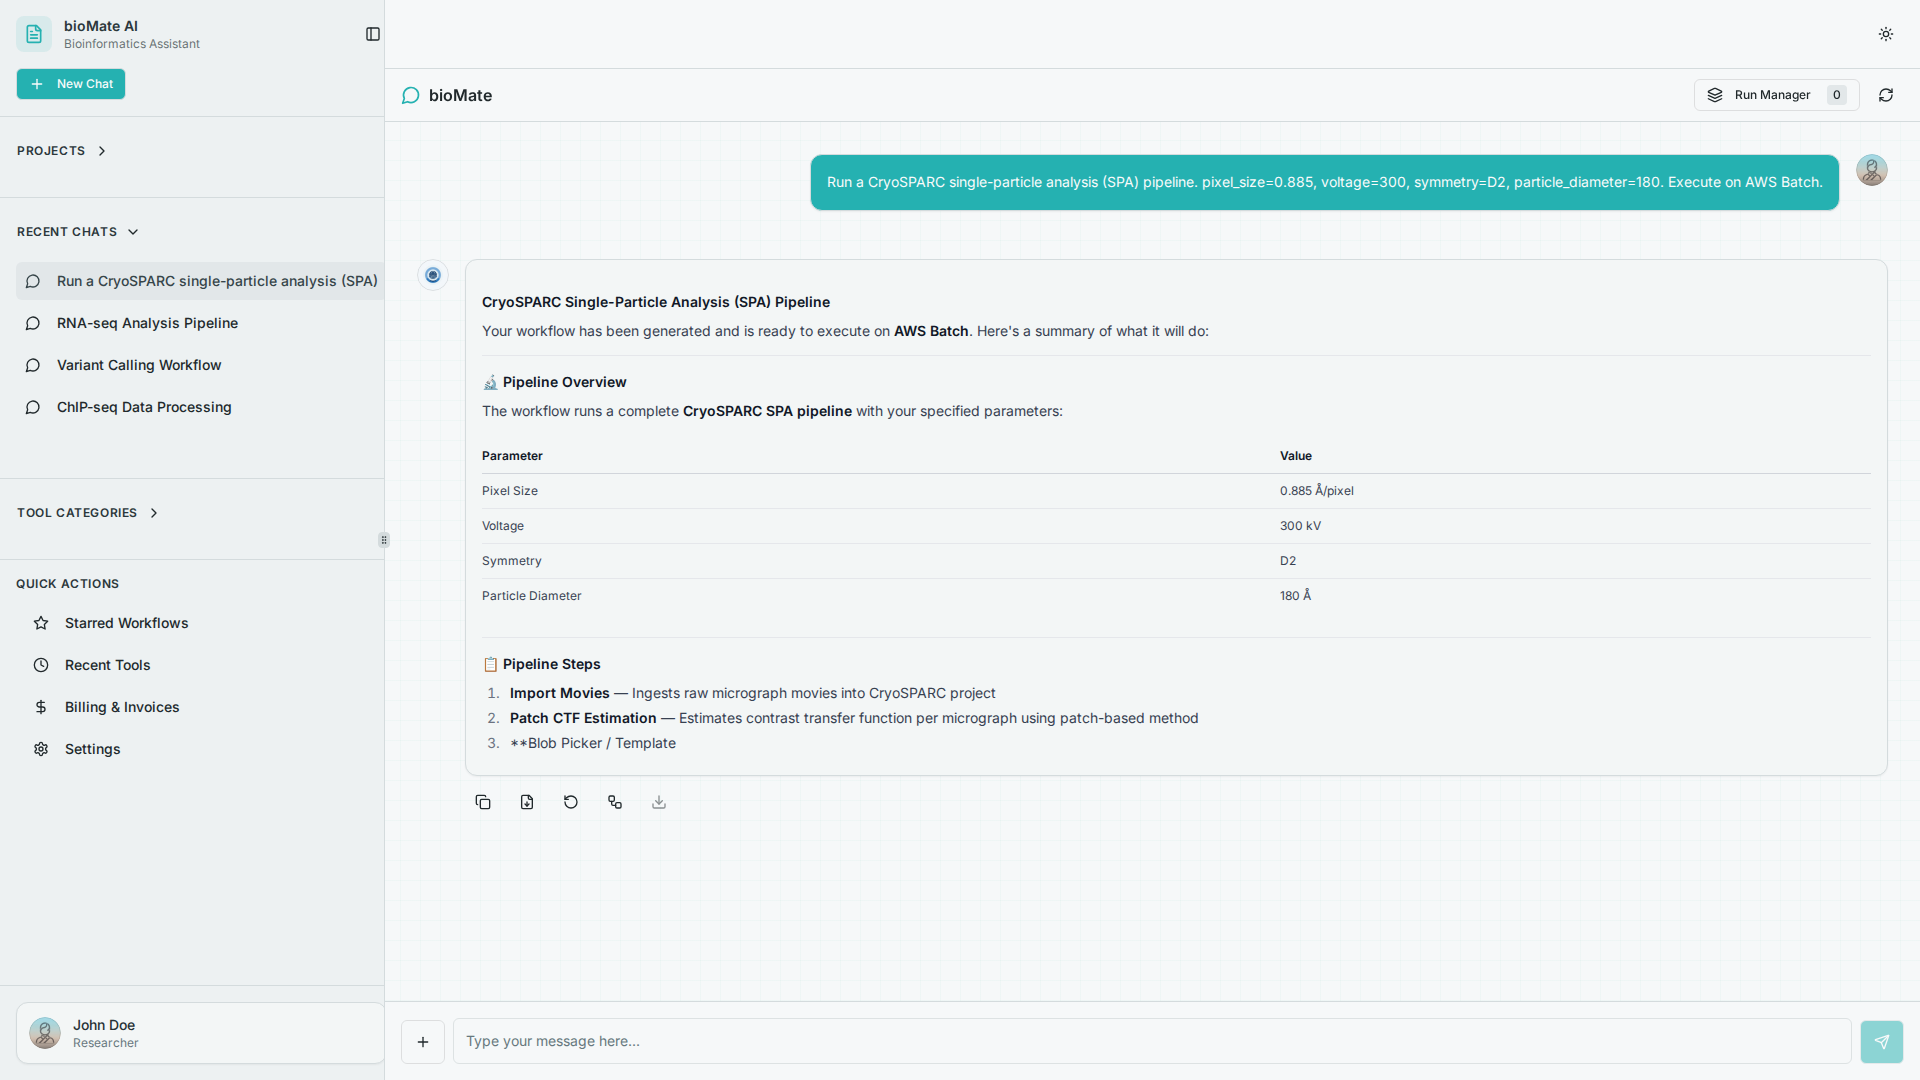 bioMate AI
Bioinformatics Assistant
New Chat
PROJECTS
RECENT CHATS
Run a CryoSPARC single-particle analysis (SPA)
RNA-seq Analysis Pipeline
Variant Calling Workflow
ChIP-seq Data Processing
TOOL CATEGORIES
QUICK ACTIONS
Starred Workflows
Recent Tools
Billing & Invoices
Settings
John Doe
Researcher
bioMate
Run Manager 0
Run a CryoSPARC single-particle analysis (SPA) pipeline. pixel_size=0.885, voltage=300, symmetry=D2, particle_diameter=180. Execute on AWS Batch.
CryoSPARC Single-Particle Analysis (SPA) Pipeline
Your workflow has been generated and is ready to execute on AWS Batch. Here's a summary of what it will do:
🔬 Pipeline Overview
The workflow runs a complete CryoSPARC SPA pipeline with your specified parameters:
Parameter Value
Pixel Size 0.885 Å/pixel
Voltage 300 kV
Symmetry D2
Particle Diameter 180 Å
📋 Pipeline Steps
1. Import Movies — Ingests raw micrograph movies into CryoSPARC project
2. Patch CTF Estimation — Estimates contrast transfer function per micrograph using patch-based method
3. **Blob Picker / Template
Type your message here...